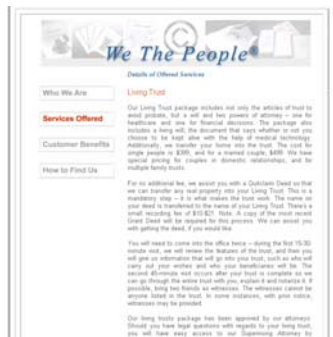 We The People®
Details of Offered Services
Who We Are
Services Offered
Customer Benefits
How to Find Us
Living Trust
Our Living Trust package includes not only the articles of trust to
avoid probate, but a will and two powers of attorney – one for
healthcare and one for financial decisions. The package also
includes a living will, the document that says whether or not you
choose to be kept alive with the help of medical technology.
Additionally, we transfer your home into the trust. The cost for
single people is $399, and for a married couple, $499. We have
special pricing for couples in domestic relationships, and for
multiple family trusts.
For no additional fee, we assist you with a Quitclaim Deed so that
we can transfer any real property into your Living Trust. This is a
mandatory step – it is what makes the trust work. The name on
your deed is transferred to the name of your Living Trust. There's a
small recording fee of $10-$27. Note: A copy of the most recent
Grant Deed will be required for this process. We can assist you
with getting the deed, if you would like.
You will need to come into the office twice – during the first 15-30
minute visit, we will review the features of the trust, and then you
will give us information that will go into your trust, such as who will
carry out your wishes and who your beneficiaries will be. The
second 45-minute visit occurs after your trust is complete so we
can go through the entire trust with you, explain it and notarize it. If
possible, bring two friends as witnesses. The witnesses cannot be
anyone listed in the trust. In some instances, with prior notice,
witnesses may be provided.
Our living trusts package has been approved by our attorneys.
Should you have legal questions with regards to your living trust,
you will have easy access to our Supervising Attorney by